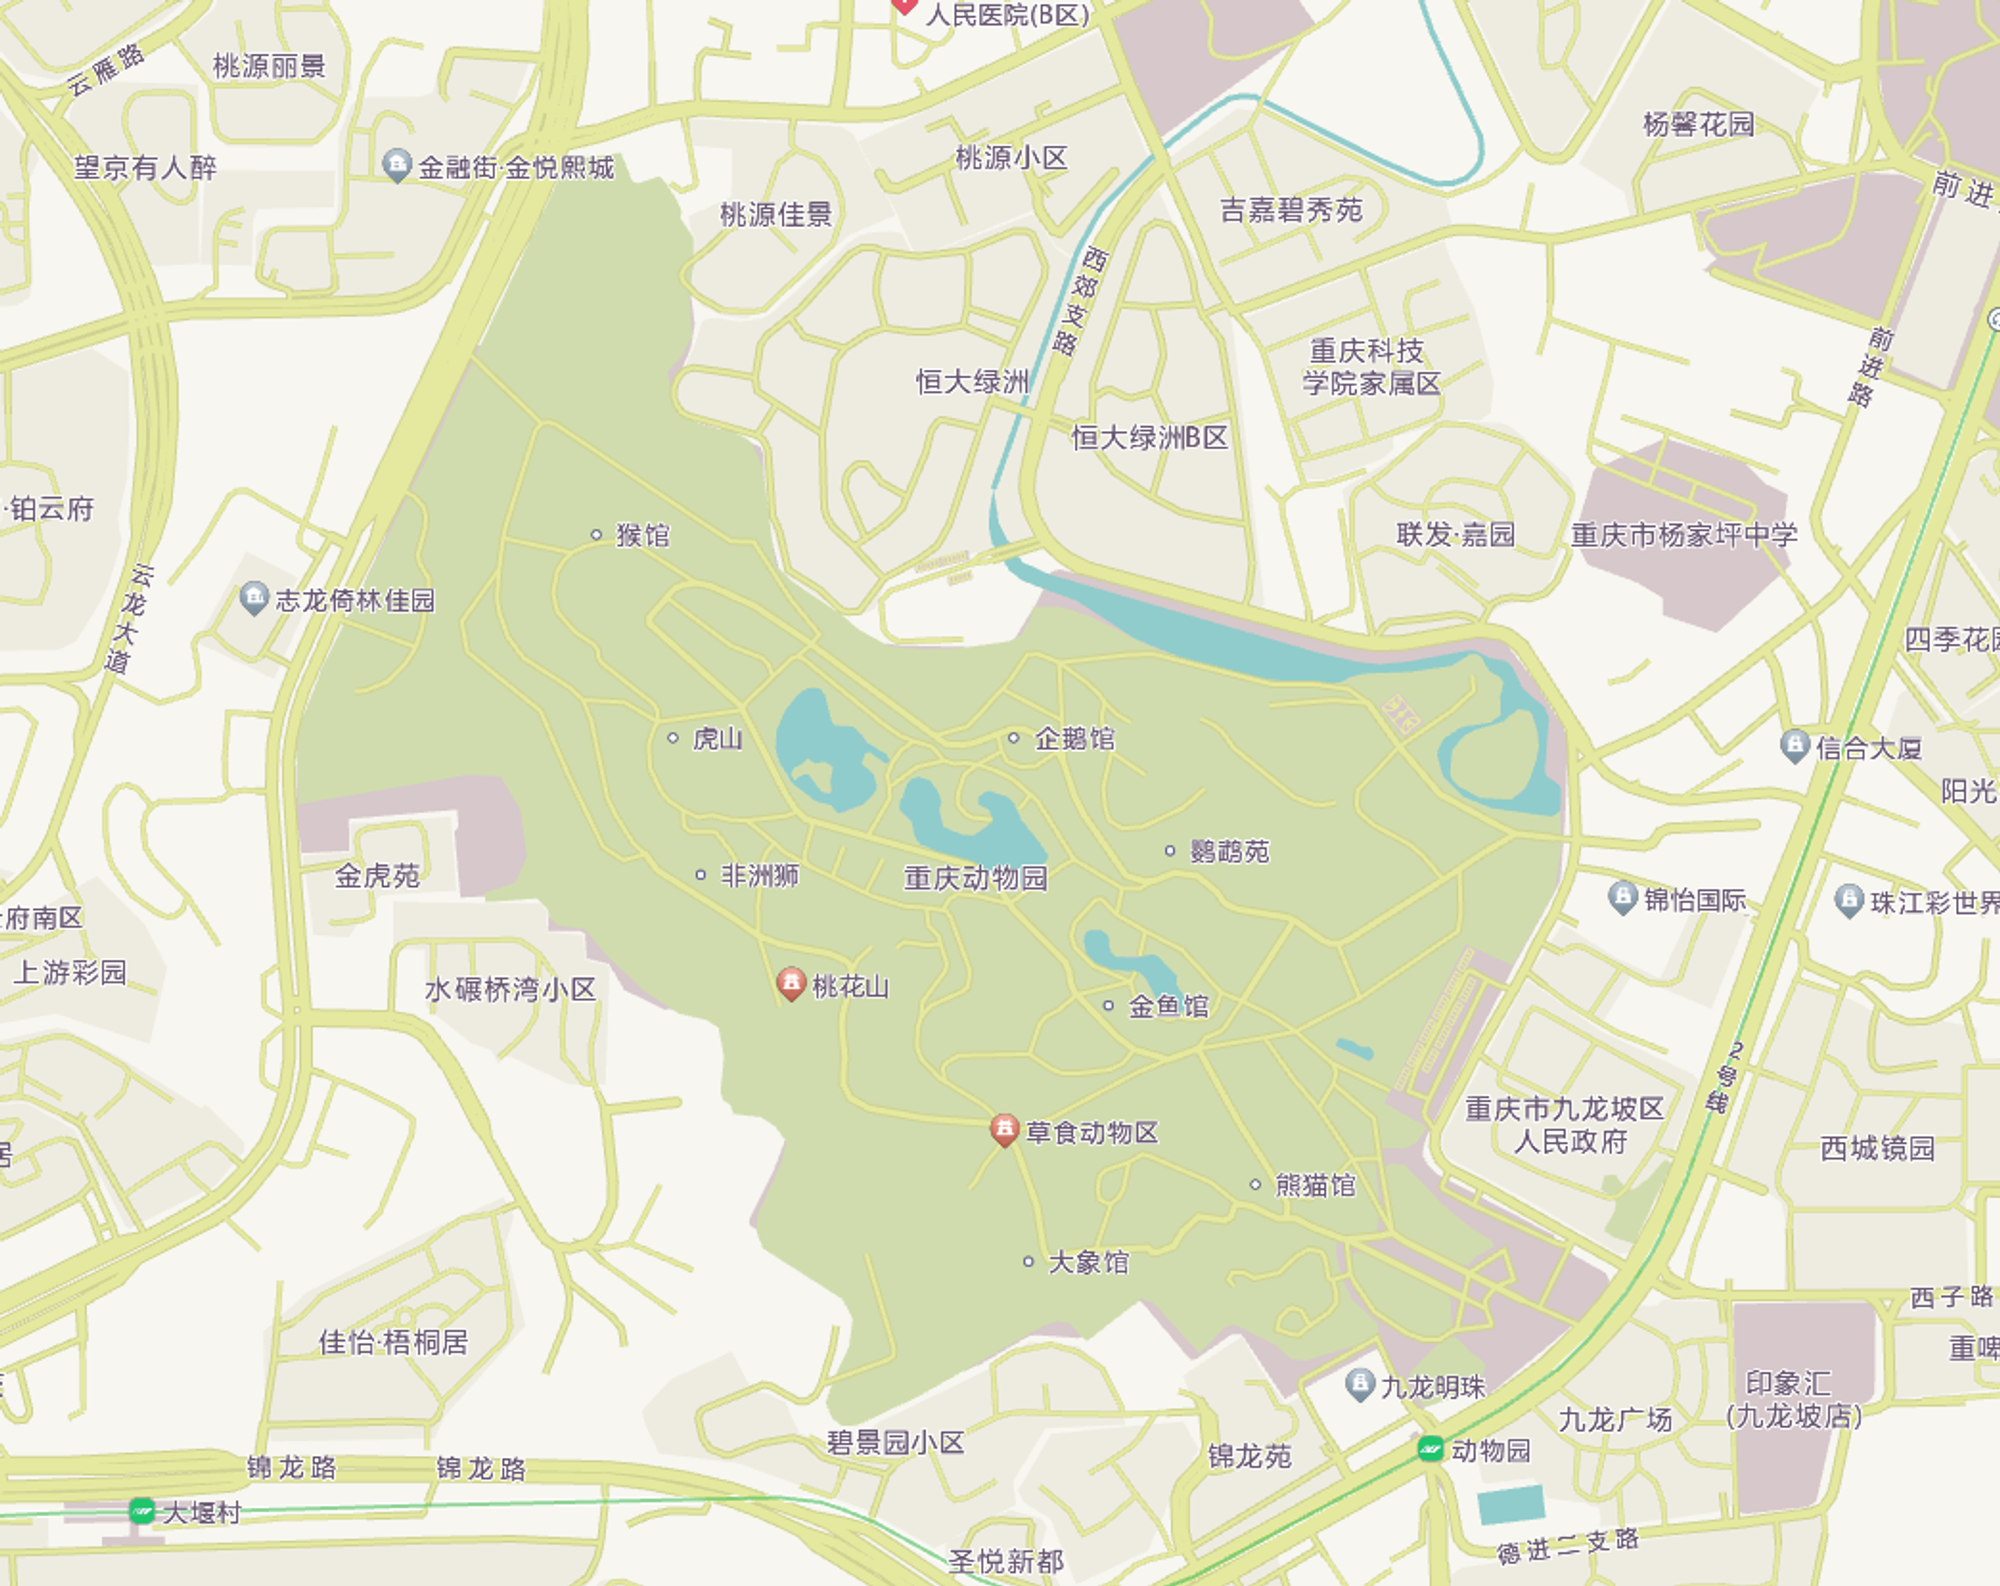 人民医院(B区)
云雁路
桃源丽景
杨馨花园
望京有人醉
金融街·金悦熙城
桃源小区
桃源佳景
吉嘉碧秀苑
前进
西郊支路
重庆科技
学院家属区
前进路
恒大绿洲
恒大绿洲B区
·铂云府
猴馆
联发·嘉园
重庆市杨家坪中学
云龙大道
志龙倚林佳园
四季花园
虎山
企鹅馆
信合大厦
阳光
金虎苑
非洲狮
重庆动物园
鹦鹉苑
锦怡国际
珠江彩世界
府南区
上游彩园
水碾桥湾小区
桃花山
金鱼馆
2号线
重庆市九龙坡区
人民政府
草食动物区
西城镜园
居
熊猫馆
大象馆
西子路
佳怡·梧桐居
重啤
九龙明珠
印象汇
(九龙坡店)
九龙广场
碧景园小区
锦龙苑
动物园
锦龙路
锦龙路
大堰村
德进二支路
圣悦新都